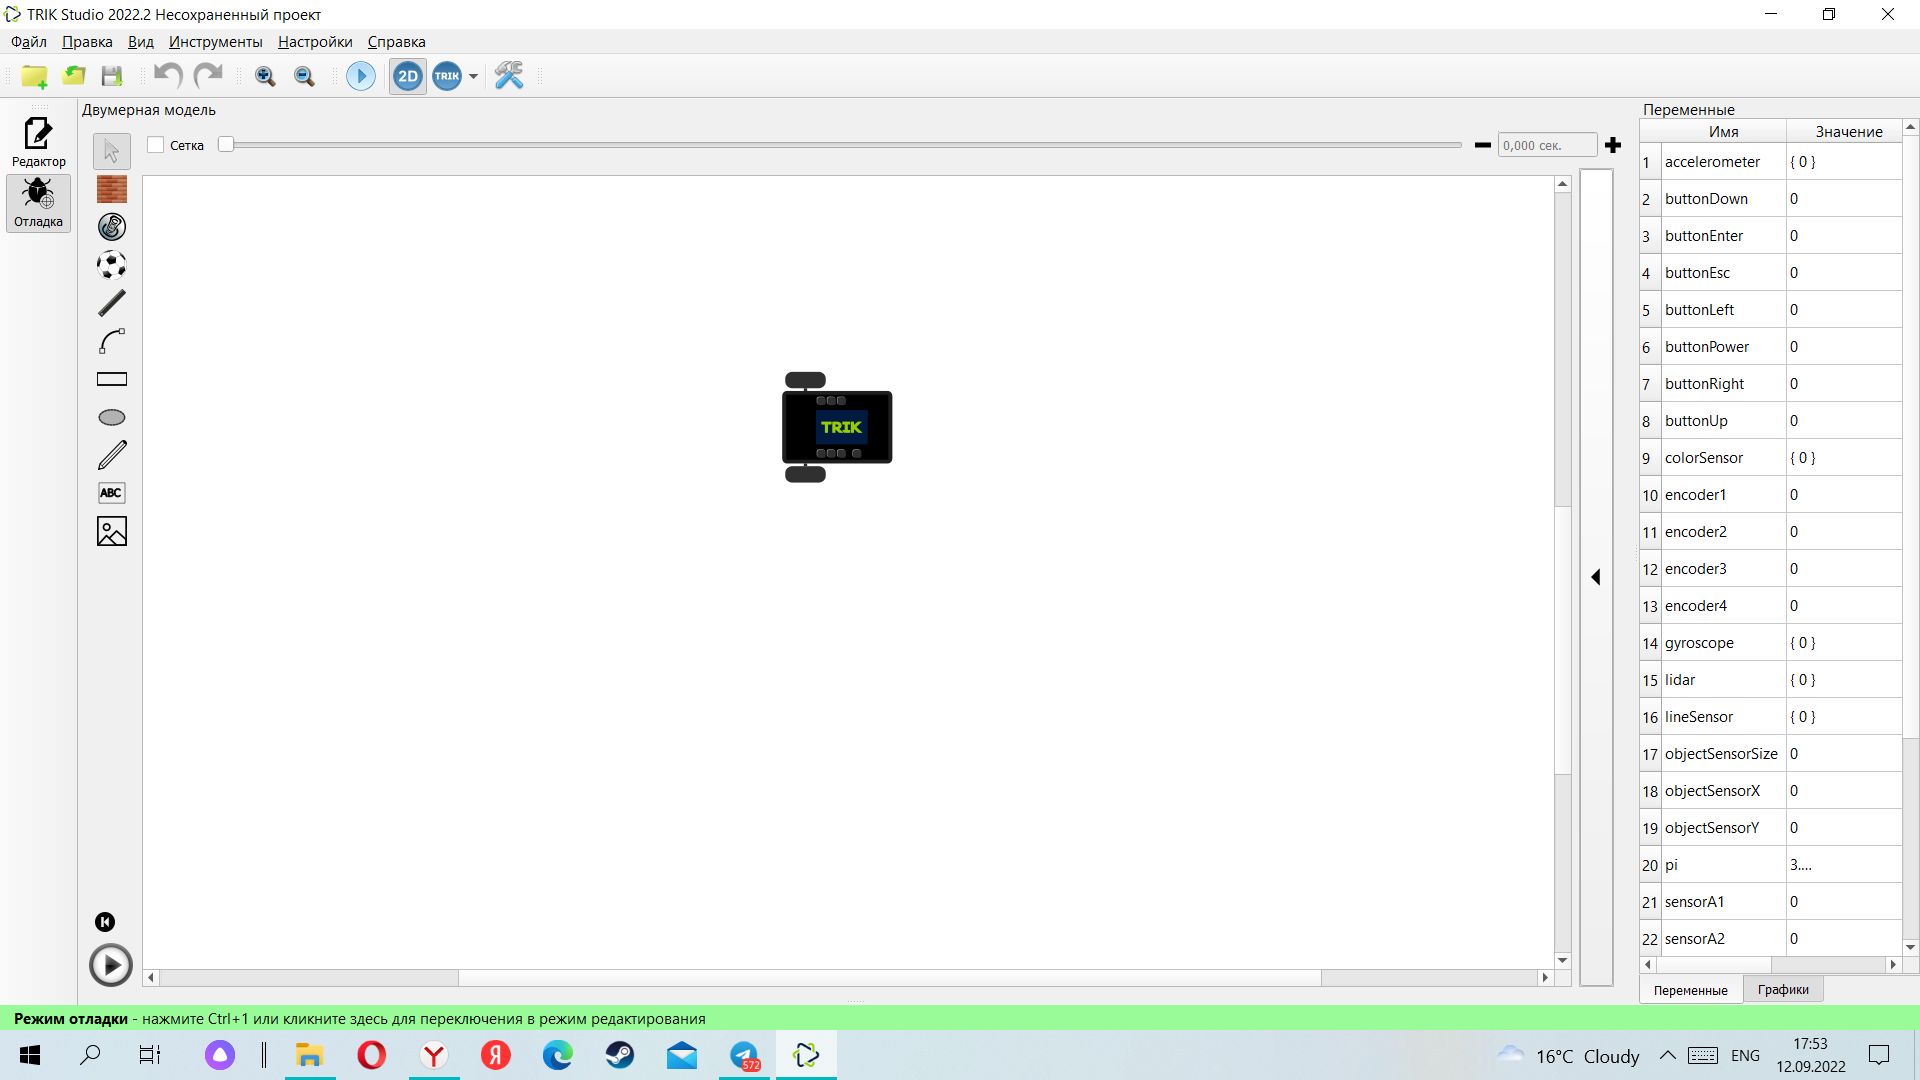 TRIK Studio 2022.2 Несохраненный проект
Файл Правка Вид Инструменты Настройки Справка
2D TRIK
Редактор
Отладка
Двумерная модель
Сетка
0,000 сек.
ABC
TRIK
Переменные
Имя Значение
1 accelerometer { 0 }
2 buttonDown 0
3 buttonEnter 0
4 buttonEsc 0
5 buttonLeft 0
6 buttonPower 0
7 buttonRight 0
8 buttonUp 0
9 colorSensor { 0 }
10 encoder1 0
11 encoder2 0
12 encoder3 0
13 encoder4 0
14 gyroscope { 0 }
15 lidar { 0 }
16 lineSensor { 0 }
17 objectSensorSize 0
18 objectSensorX 0
19 objectSensorY 0
20 pi 3....
21 sensorA1 0
22 sensorA2 0
Переменные Графики
Режим отладки - нажмите Ctrl+1 или кликните здесь для переключения в режим редактирования
Я
572
16°C Cloudy
ENG
17:53
12.09.2022